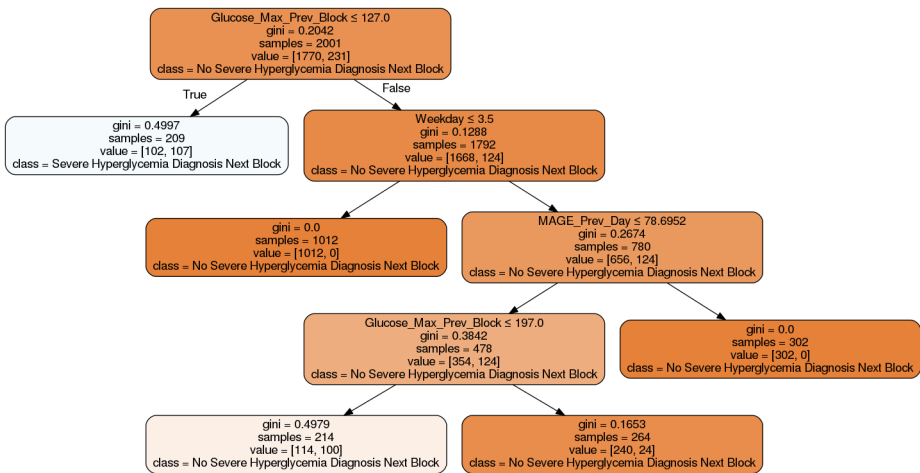 Glucose_Max_Prev_Block ≤ 127.0
gini = 0.2042
samples = 2001
value = [1770, 231]
class = No Severe Hyperglycemia Diagnosis Next Block
True
False
gini = 0.4997
samples = 209
value = [102, 107]
class = Severe Hyperglycemia Diagnosis Next Block
Weekday ≤ 3.5
gini = 0.1288
samples = 1792
value = [1668, 124]
class = No Severe Hyperglycemia Diagnosis Next Block
gini = 0.0
samples = 1012
value = [1012, 0]
class = No Severe Hyperglycemia Diagnosis Next Block
MAGE_Prev_Day ≤ 78.6952
gini = 0.2674
samples = 780
value = [656, 124]
class = No Severe Hyperglycemia Diagnosis Next Block
Glucose_Max_Prev_Block ≤ 197.0
gini = 0.3842
samples = 478
value = [354, 124]
class = No Severe Hyperglycemia Diagnosis Next Block
gini = 0.0
samples = 302
value = [302, 0]
class = No Severe Hyperglycemia Diagnosis Next Block
gini = 0.4979
samples = 214
value = [114, 100]
class = No Severe Hyperglycemia Diagnosis Next Block
gini = 0.1653
samples = 264
value = [240, 24]
class = No Severe Hyperglycemia Diagnosis Next Block